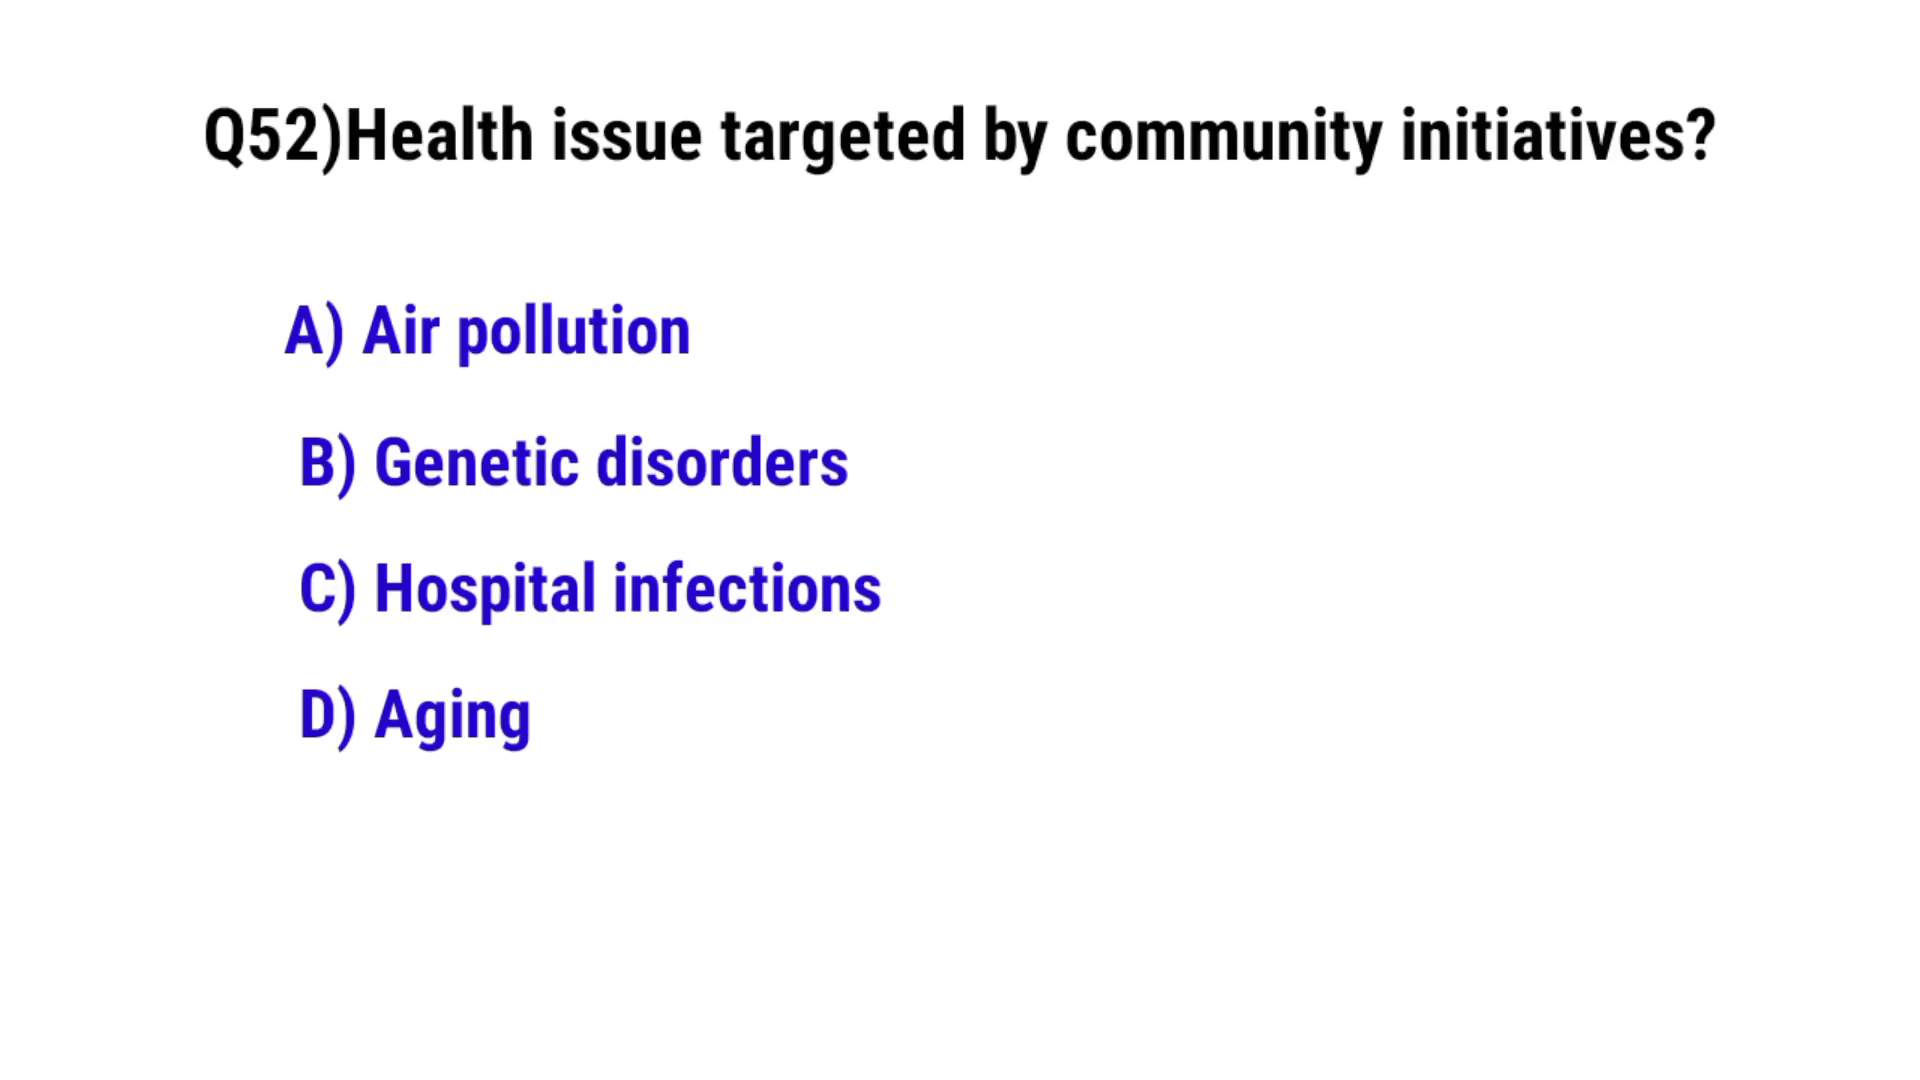 Q52)Health issue targeted by community initiatives?
A) Air pollution
B) Genetic disorders
C) Hospital infections
D) Aging